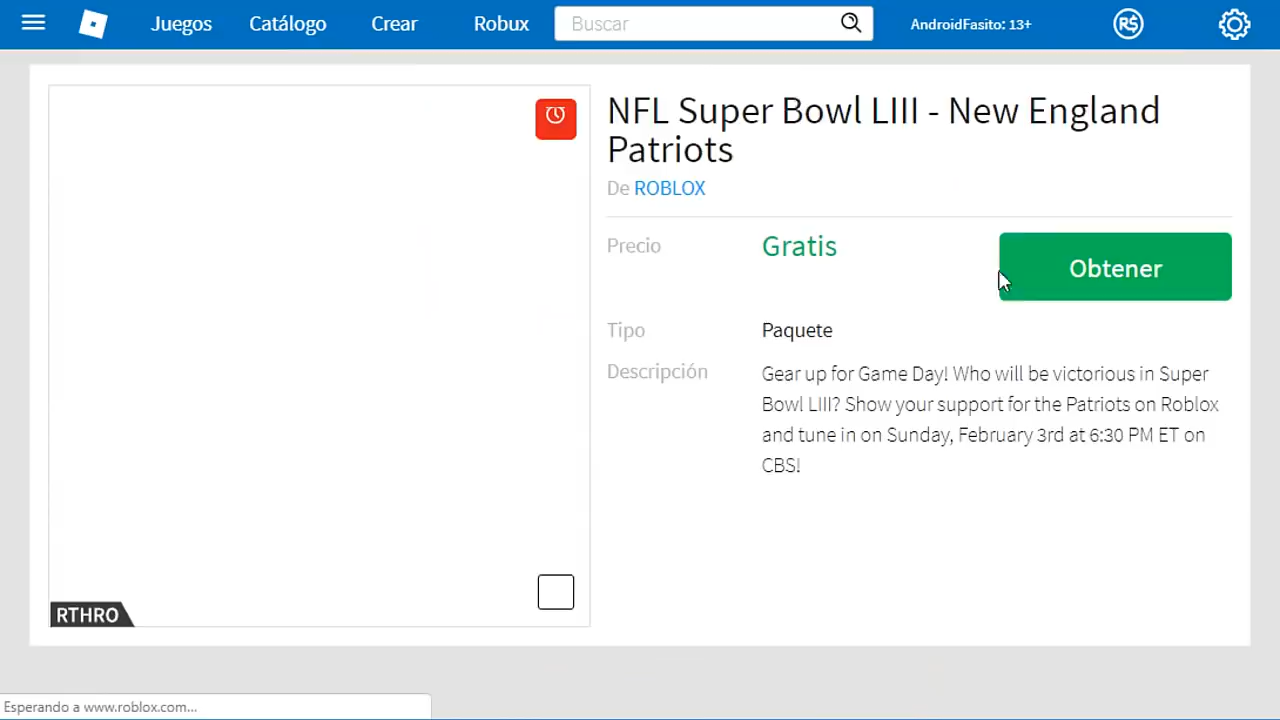 Juegos Catálogo Crear Robux Buscar AndroidFasito: 13+ R$
NFL Super Bowl LIII - New England
Patriots
De ROBLOX
Precio Gratis Obtener
Tipo Paquete
Descripción Gear up for Game Day! Who will be victorious in Super
Bowl LIII? Show your support for the Patriots on Roblox
and tune in on Sunday, February 3rd at 6:30 PM ET on
CBS!
RTHRO
Esperando a www.roblox.com...